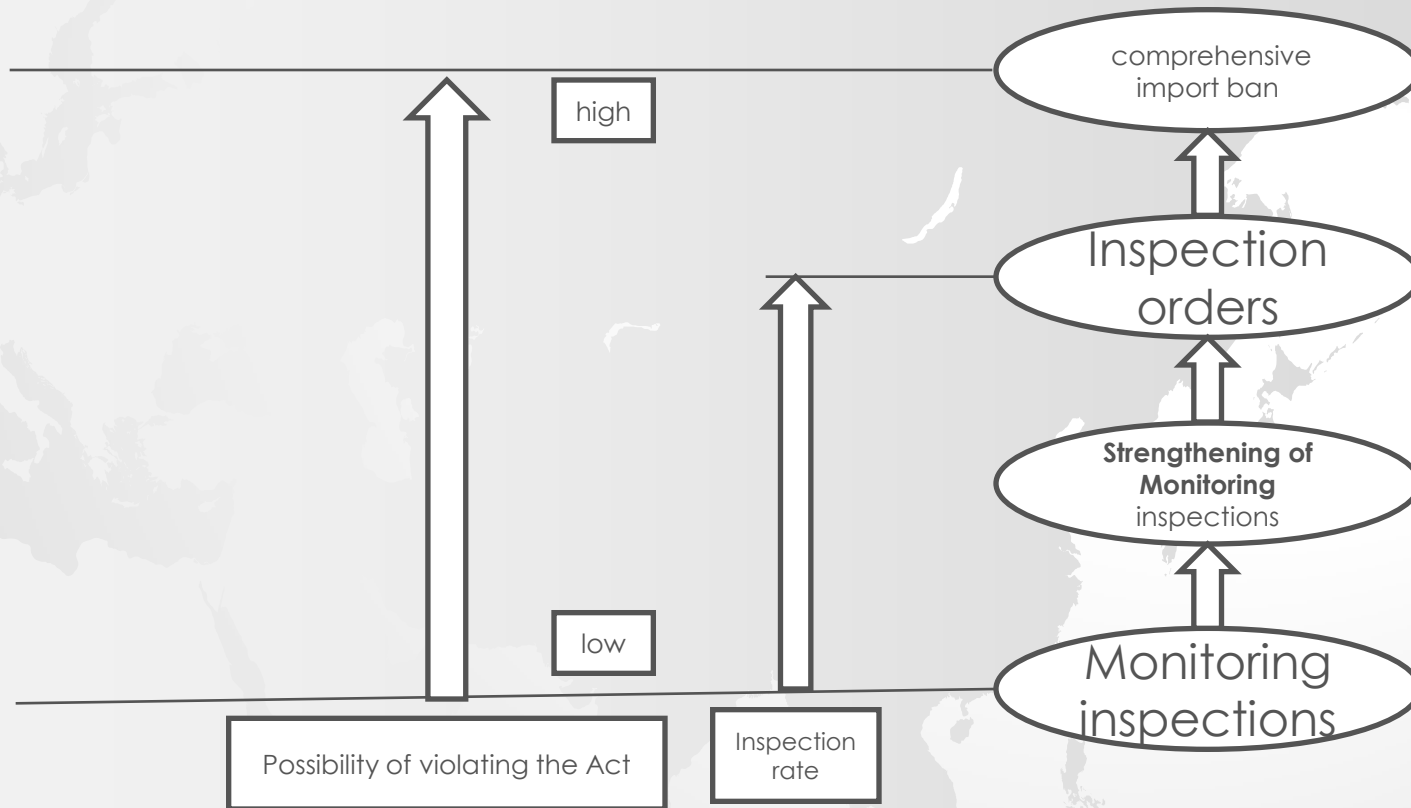 comprehensive
import ban
high
Inspection
orders
Strengthening of
Monitoring
inspections
low
Monitoring
inspections
Possibility of violating the Act
Inspection
rate